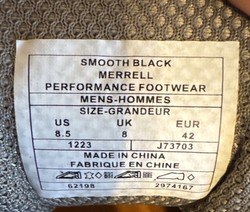 SMOOTH BLACK
MERRELL
PERFORMANCE FOOTWEAR
MENS-HOMMES
SIZE-GRANDEUR
US UK EUR
8.5 8 42
1223 J73703
MADE IN CHINA
FABRIQUE EN CHINE
62198 2974167